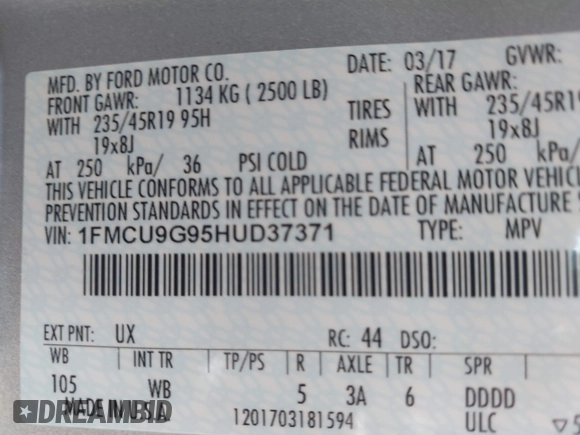 MFD. BY FORD MOTOR CO. DATE: 03/17 GVWR:
FRONT GAWR: 1134 KG ( 2500 LB) REAR GAWR:
WITH 235/45R19 95H TIRES WITH 235/45R19
19x8J RIMS 19x8J
AT 250 kPa/ 36 PSI COLD AT 250 kPa/
THIS VEHICLE CONFORMS TO ALL APPLICABLE FEDERAL MOTOR VEHICL
PREVENTION STANDARDS IN EFFECT ON THE DATE OF MANUFACTURE
VIN: 1FMCU9G95HUD37371 TYPE: MPV
EXT PNT: UX RC: 44 DSO:
WB INT TR TP/PS R AXLE TR SPR
105 WB 5 3A 6 DDDD
MADE IN USA 1201703181594 ULC
DREAMBID